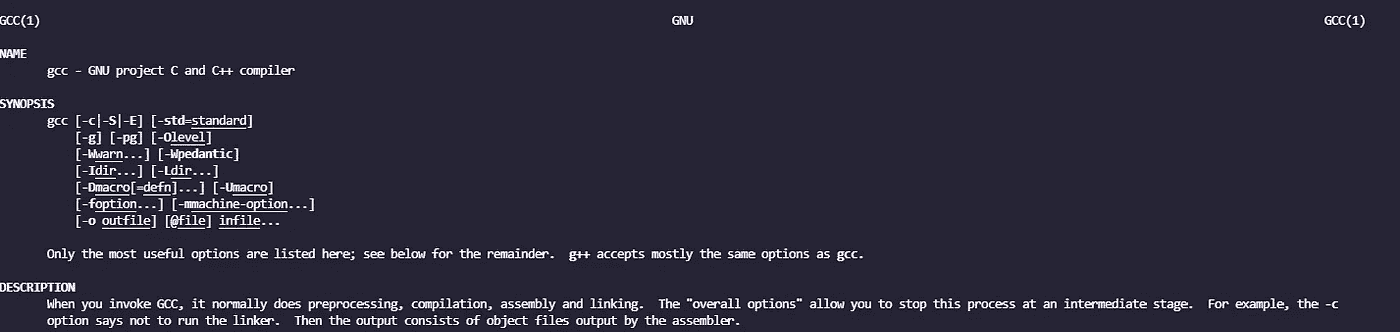 GCC(1) GNU GCC(1)
NAME
gcc - GNU project C and C++ compiler
SYNOPSIS
gcc [-c|-S|-E] [-std=standard]
[-g] [-pg] [-Olevel]
[-Wwarn...] [-Wpedantic]
[-Idir...] [-Ldir...]
[-Dmacro[=defn]...] [-Umacro]
[-foption...] [-mmachine-option...]
[-o outfile] [@file] infile...
Only the most useful options are listed here; see below for the remainder.  g++ accepts mostly the same options as gcc.
DESCRIPTION
When you invoke GCC, it normally does preprocessing, compilation, assembly and linking.  The "overall options" allow you to stop this process at an intermediate stage.  For example, the -c
option says not to run the linker.  Then the output consists of object files output by the assembler.